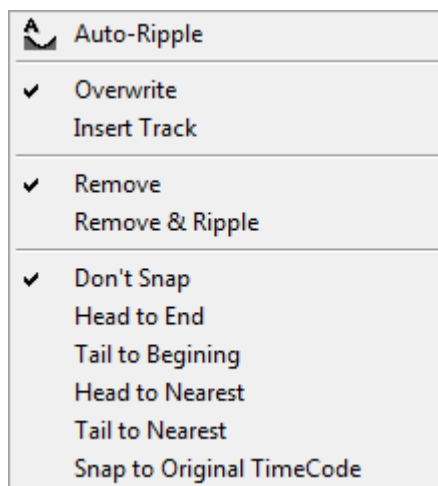 A
Auto-Ripple
Overwrite
Insert Track
Remove
Remove & Ripple
Don't Snap
Head to End
Tail to Begining
Head to Nearest
Tail to Nearest
Snap to Original TimeCode